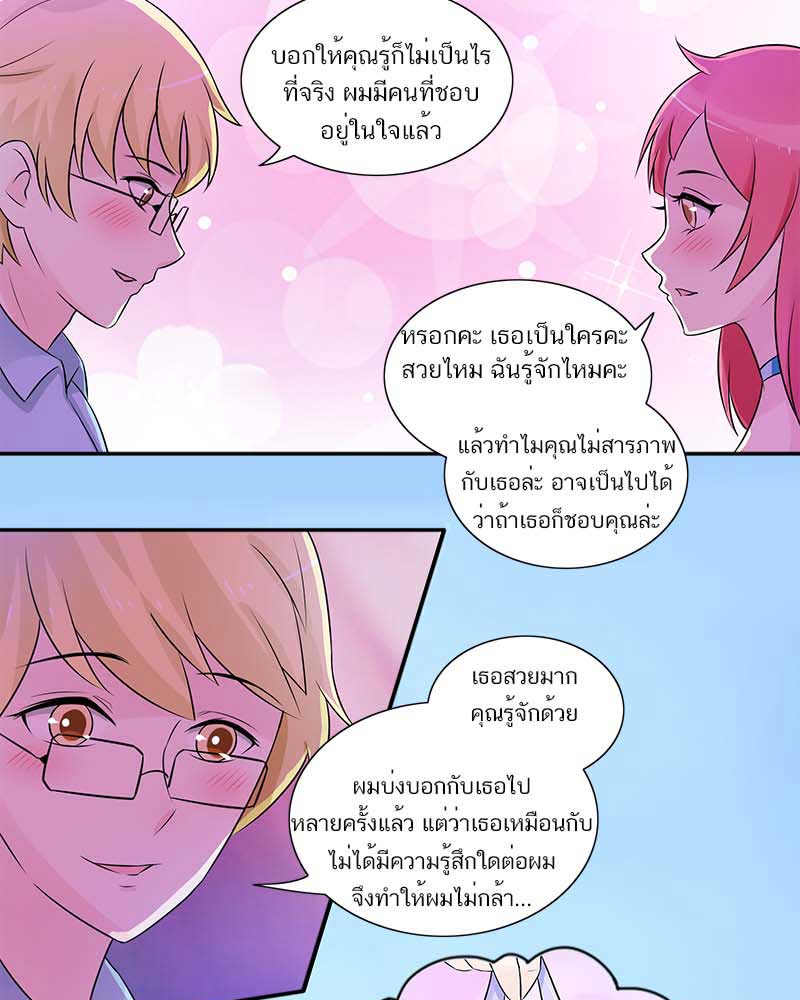 บอกให้คุณรู้ก็ไม่เป็นไร
ที่จริง ผมมีคนที่ชอบ
อยู่ในใจแล้ว
หรอกคะ เธอเป็นใครคะ
สวยไหม ฉันรู้จักไหมคะ
แล้วทำไมคุณไม่สารภาพ
กับเธอล่ะ อาจเป็นไปได้
ว่าถ้าเธอก็ชอบคุณล่ะ
เธอสวยมาก
คุณรู้จักด้วย
ผมบ่งบอกกับเธอไป
หลายครั้งแล้ว แต่ว่าเธอเหมือนกับ
ไม่ได้มีความรู้สึกใดต่อผม
จึงทำให้ผมไม่กล้า...